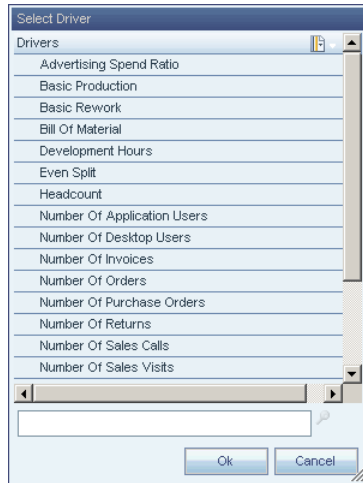 Select Driver
Drivers
Advertising Spend Ratio
Basic Production
Basic Rework
Bill Of Material
Development Hours
Even Split
Headcount
Number Of Application Users
Number Of Desktop Users
Number Of Invoices
Number Of Orders
Number Of Purchase Orders
Number Of Returns
Number Of Sales Calls
Number Of Sales Visits
Ok Cancel